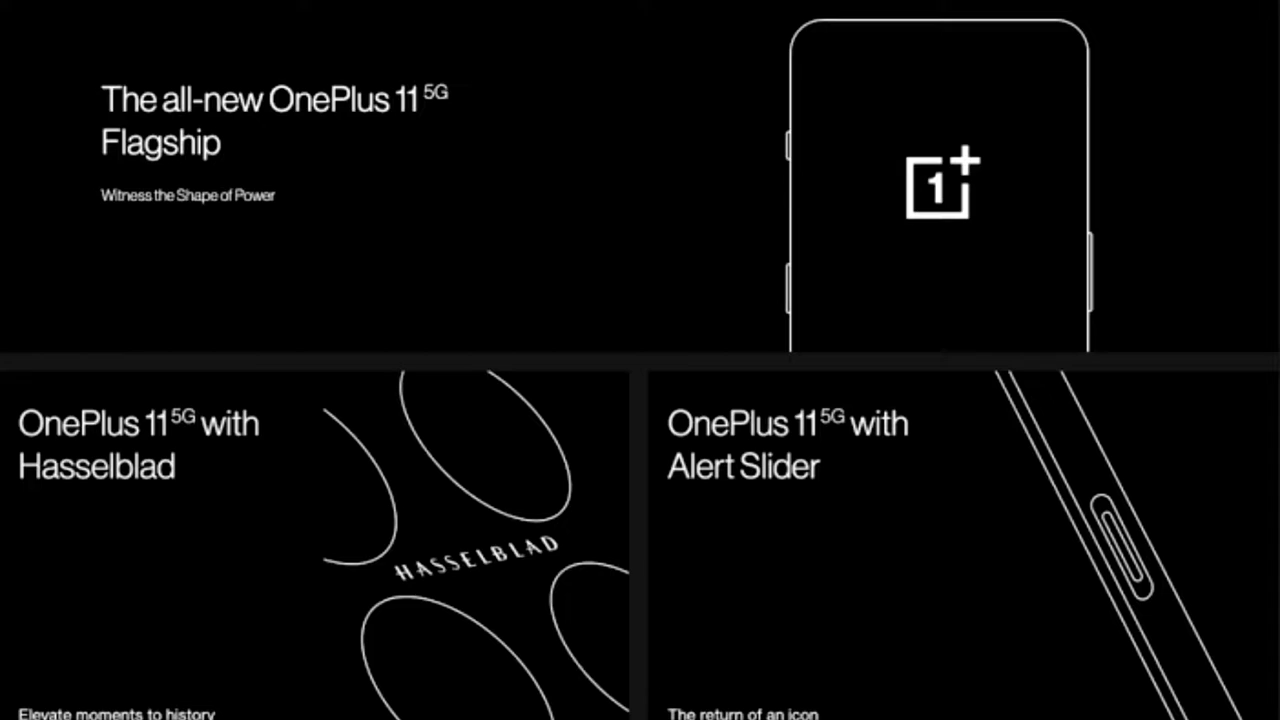 The all-new OnePlus 11 5G
Flagship
Witness the Shape of Power
1+
OnePlus 11 5G with
Hasselblad
HASSELBLAD
Elevate moments to history
OnePlus 11 5G with
Alert Slider
The return of an icon